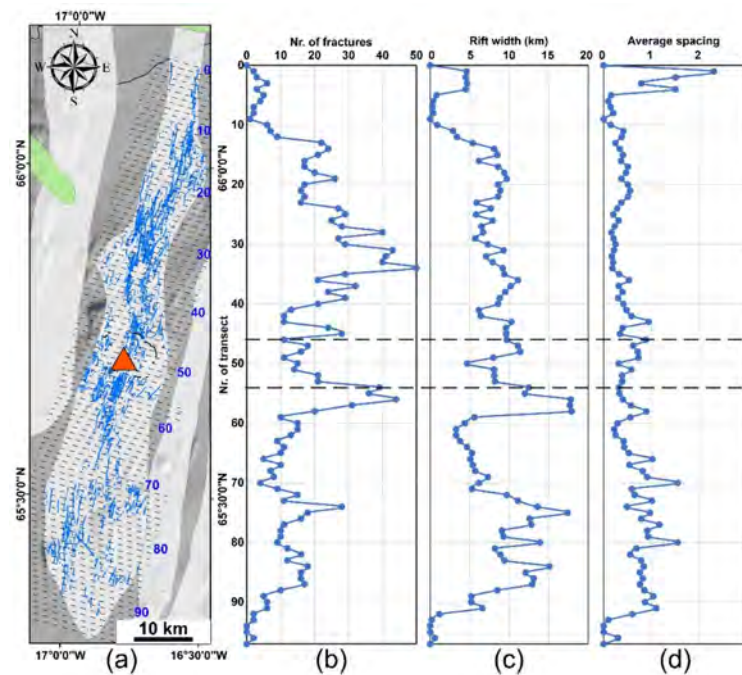 17°0'0"W
Nr. of fractures
Rift width (km)
Average spacing
0 10 20 30 40 50
0 5 10 15 20
0 1 2
N
W E
S
66°0'0"N
65°30'0"N
0
10
20
30
40
50
60
70
80
90
10 km
17°0'0"W
16°30'0"W
Nr. of transect
0
10
20
30
40
50
60
70
80
90
(a) (b) (c) (d)